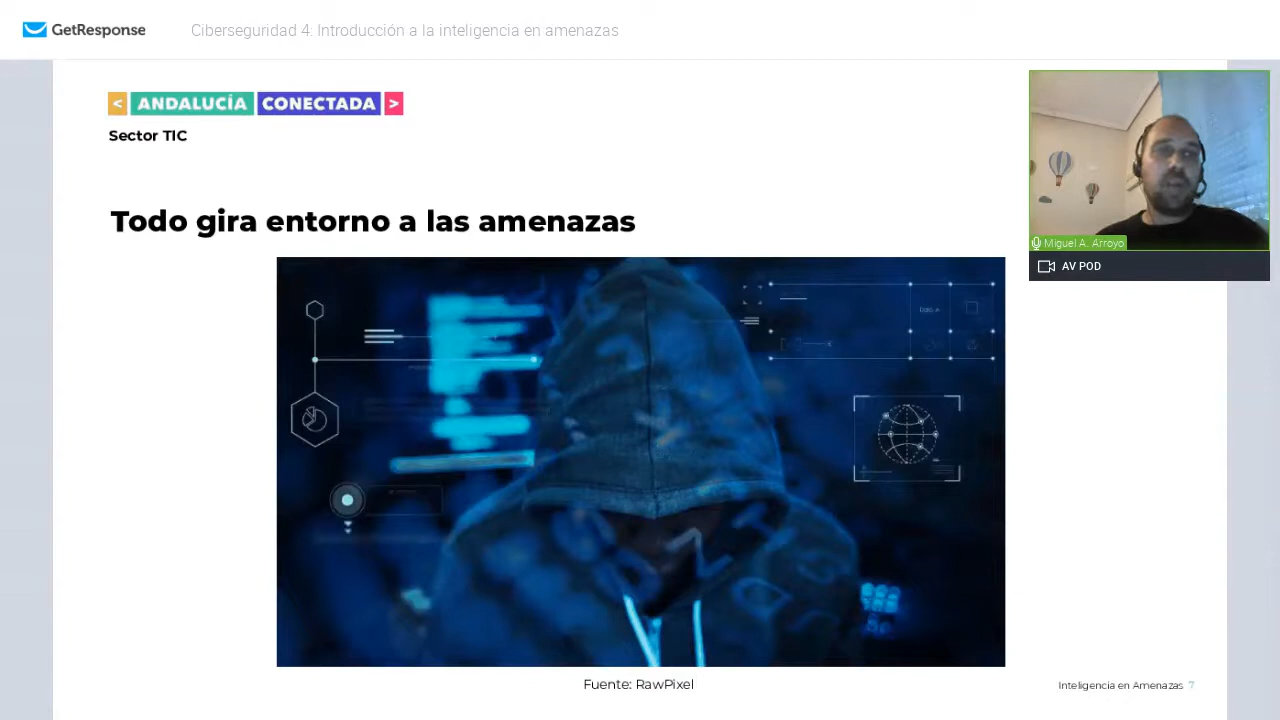 GetResponse
Ciberseguridad 4: Introducción a la inteligencia en amenazas
< ANDALUCÍA CONECTADA >
Sector TIC
Todo gira entorno a las amenazas
Miguel A. Arroyo
AV POD
Fuente: RawPixel
Inteligencia en Amenazas 7